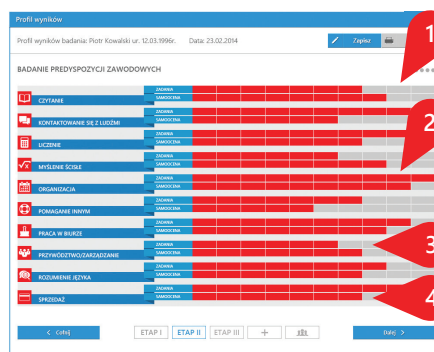 Profil wyników
Profil wyników badania: Piotr Kowalski ur. 12.03.1996r. Data: 23.02.2014
Zapisz
1
BADANIE PREDYSPOZYCJI ZAWODOWYCH
ZADANIA
CZYTANIE SAMOOCENA
ZADANIA
KONTAKTOWANIE SIĘ Z LUDŹMI SAMOOCENA
2
ZADANIA
LICZENIE SAMOOCENA
ZADANIA
MYŚLENIE ŚCISŁE SAMOOCENA
ZADANIA
ORGANIZACJA SAMOOCENA
ZADANIA
POMAGANIE INNYM SAMOOCENA
ZADANIA
PRACA W BIURZE SAMOOCENA
3
ZADANIA
PRZYWÓDZTWO/ZARZĄDZANIE SAMOOCENA
ZADANIA
ROZUMIENIE JĘZYKA SAMOOCENA
4
ZADANIA
SPRZEDAŻ SAMOOCENA
< Cofnij ETAP I ETAP II ETAP III + Dalej >